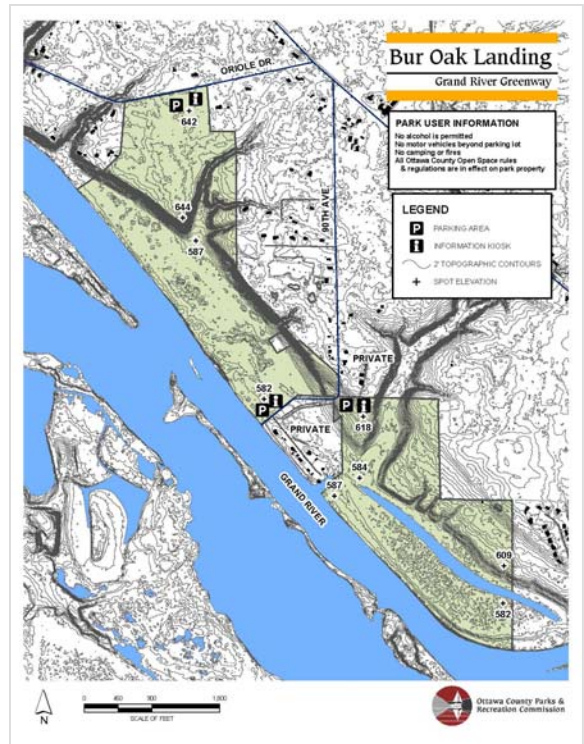 Bur Oak Landing
Grand River Greenway
PARK USER INFORMATION
No alcohol is permitted
No motor vehicles beyond parking lot
No camping or fires
All Ottawa County Open Space rules
& regulations are in effect on park property
LEGEND
P PARKING AREA
i INFORMATION KIOSK
2' TOPOGRAPHIC CONTOURS
+ SPOT ELEVATION
ORIOLE DR.
P i
642
90TH AVE.
644
587
PRIVATE
582
P i
P i
618
PRIVATE
584
587
GRAND RIVER
609
582
N
0 450 900 1,800
SCALE OF FEET
Ottawa County Parks &
Recreation Commission